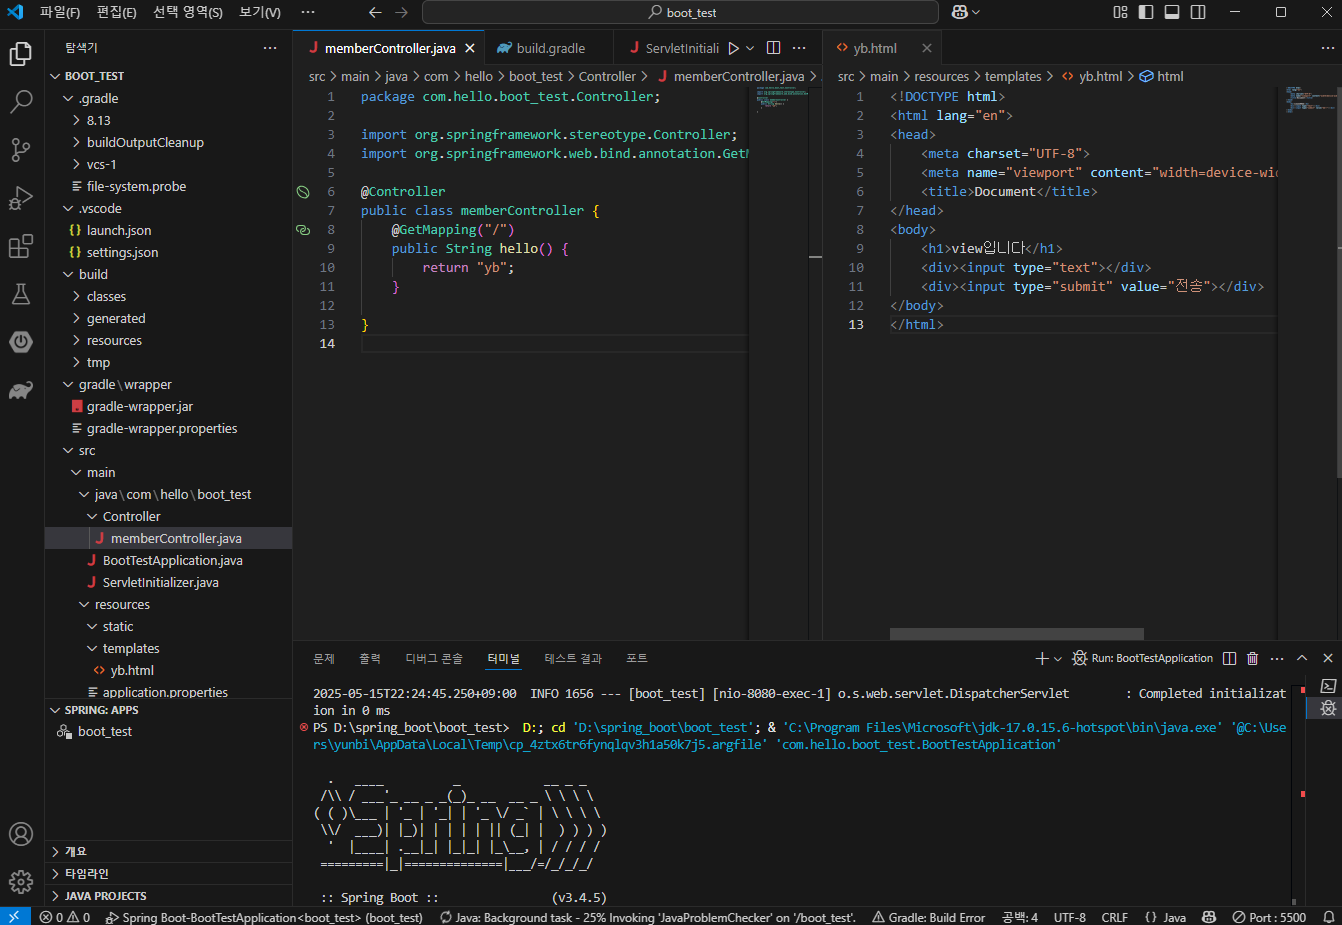 파일(F) 편집(E) 선택 영역(S) 보기(V) ··· boot_test
탐색기 ···
BOOT_TEST
.gradle
8.13
buildOutputCleanup
vcs-1
file-system.probe
.vscode
launch.json
settings.json
build
classes
generated
resources
tmp
gradle\wrapper
gradle-wrapper.jar
gradle-wrapper.properties
src
main
java\com\hello\boot_test
Controller
memberController.java
BootTestApplication.java
ServletInitializer.java
resources
static
templates
yb.html
application.properties
SPRING: APPS
boot_test
개요
타임라인
JAVA PROJECTS
memberController.java build.gradle ServletInitiali
src > main > java > com > hello > boot_test > Controller > memberController.java >
1 package com.hello.boot_test.Controller;
2
3 import org.springframework.stereotype.Controller;
4 import org.springframework.web.bind.annotation.Get
5
6 @Controller
7 public class memberController {
8 @GetMapping("/")
9 public String hello() {
10 return "yb";
11 }
12
13 }
14
yb.html
src > main > resources > templates > yb.html > html
1 <!DOCTYPE html>
2 <html lang="en">
3 <head>
4 <meta charset="UTF-8">
5 <meta name="viewport" content="width=device-wi
6 <title>Document</title>
7 </head>
8 <body>
9 <h1>view입니다</h1>
10 <div><input type="text"></div>
11 <div><input type="submit" value="전송"></div>
12 </body>
13 </html>
문제 출력 디버그 콘솔 터미널 테스트 결과 포트 Run: BootTestApplication
2025-05-15T22:24:45.250+09:00 INFO 1656 --- [boot_test] [nio-8080-exec-1] o.s.web.servlet.DispatcherServlet : Completed initializat
ion in 0 ms
PS D:\spring_boot\boot_test> D:; cd 'D:\spring_boot\boot_test'; & 'C:\Program Files\Microsoft\jdk-17.0.15.6-hotspot\bin\java.exe' '@C:\Use
rs\yunbi\AppData\Local\Temp\cp_4ztx6tr6fynqlqv3h1a50k7j5.argfile' 'com.hello.boot_test.BootTestApplication'
:: Spring Boot :: (v3.4.5)
0 0 Spring Boot-BootTestApplication<boot_test> (boot_test) Java: Background task - 25% Invoking 'JavaProblemChecker' on '/boot_test'. Gradle: Build Error 공백: 4 UTF-8 CRLF {} Java Port : 5500